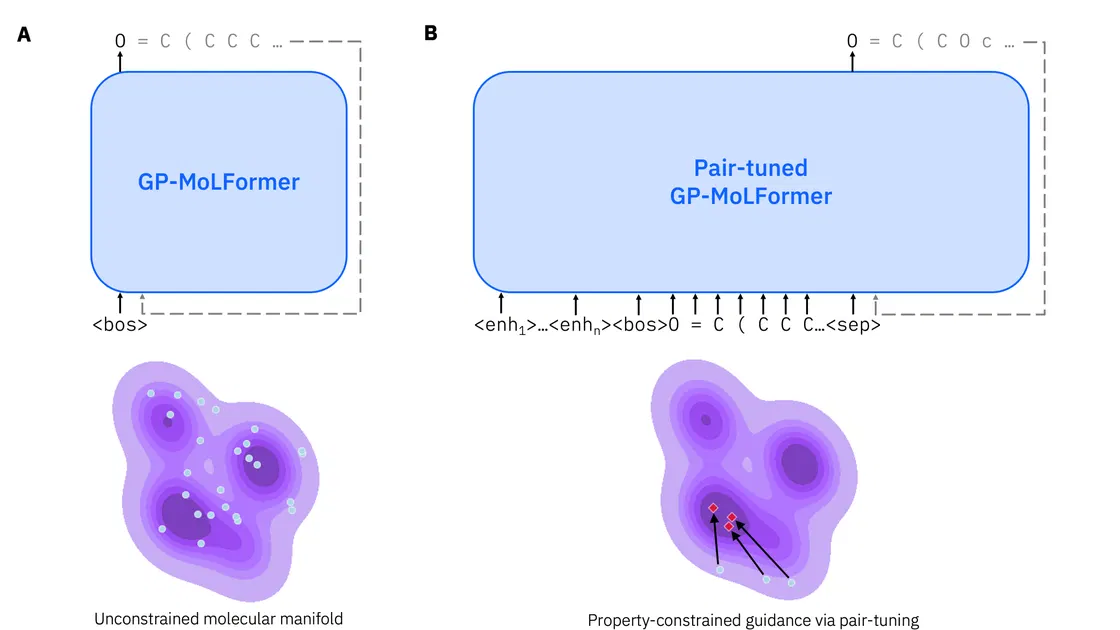 A
O = C ( C C C …
GP-MoLFormer
<bos>
Unconstrained molecular manifold
B
O = C ( C O c …
Pair-tuned
GP-MoLFormer
<enh1>…<enhn><bos>O = C ( C C C…<sep>
Property-constrained guidance via pair-tuning